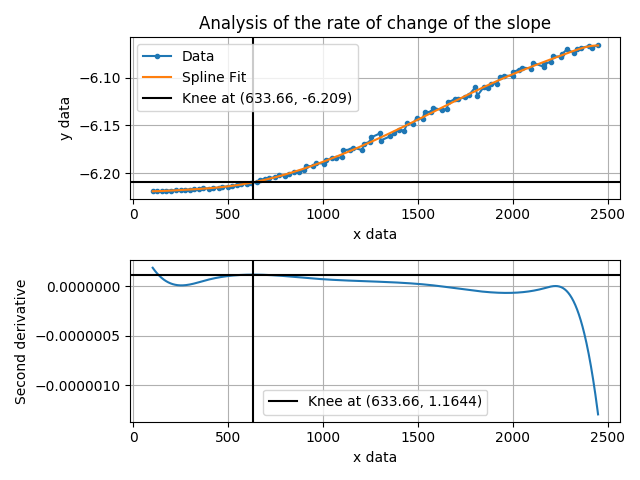 Analysis of the rate of change of the slope
Data
Spline Fit
Knee at (633.66, -6.209)
y data
−6.10
−6.15
−6.20
0 500 1000 1500 2000 2500
x data
Second derivative
0.0000000
−0.0000005
−0.0000010
Knee at (633.66, 1.1644)
0 500 1000 1500 2000 2500
x data